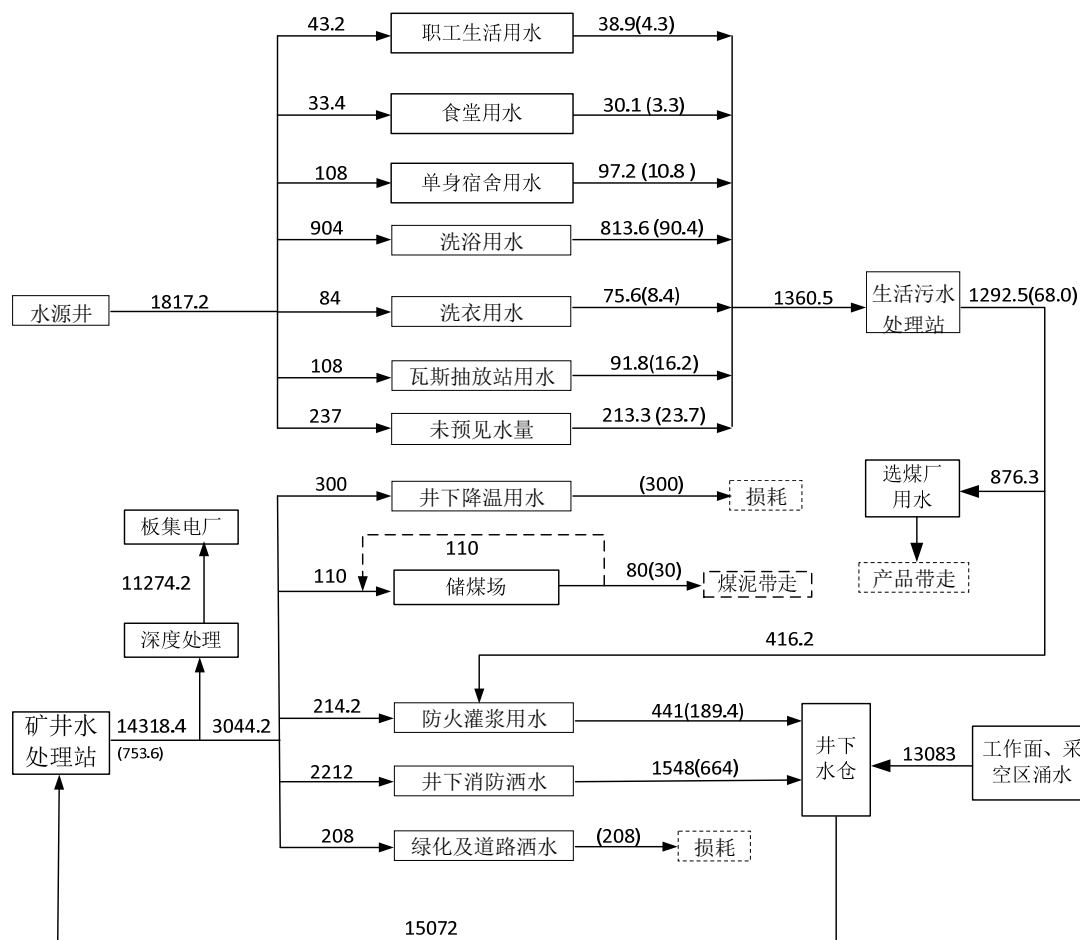 43.2
职工生活用水
38.9(4.3)
33.4
食堂用水
30.1 (3.3)
108
单身宿舍用水
97.2 (10.8 )
904
洗浴用水
813.6 (90.4)
水源井
1817.2
84
洗衣用水
75.6(8.4)
1360.5
生活污水
处理站
1292.5(68.0)
108
瓦斯抽放站用水
91.8(16.2)
237
未预见水量
213.3 (23.7)
300
井下降温用水
(300)
损耗
选煤厂
用水
876.3
板集电厂
110
11274.2
110
储煤场
80(30)
煤泥带走
产品带走
深度处理
416.2
矿井水
处理站
14318.4
(753.6)
3044.2
214.2
防火灌浆用水
441(189.4)
井下
水仓
13083
工作面、采
空区涌水
2212
井下消防洒水
1548(664)
208
绿化及道路洒水
(208)
损耗
15072